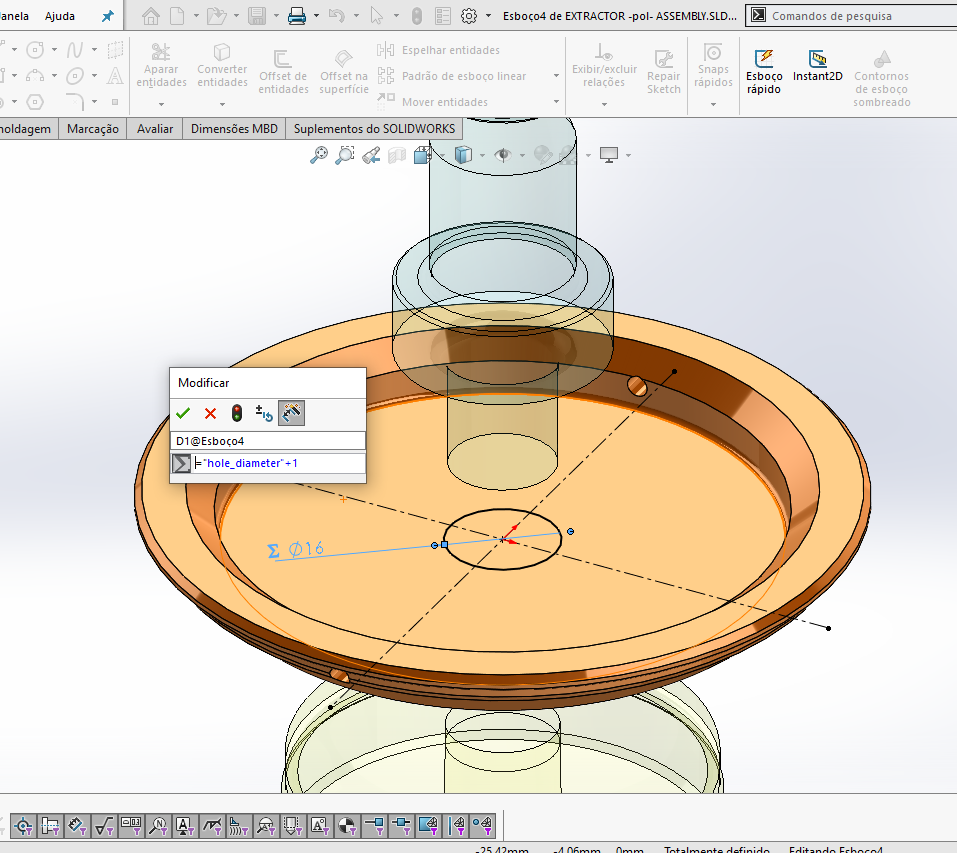 Janela Ajuda Esboço4 de EXTRACTOR -pol- ASSEMBLY.SLD... Comandos de pesquisa
Aparar entidades
Converter entidades
Offset de entidades
Offset na superfície
Espelhar entidades
Padrão de esboço linear
Mover entidades
Exibir/excluir relações
Repair Sketch
Snaps rápidos
Esboço rápido
Instant2D
Contornos de esboço sombreado
moldagem Marcação Avaliar Dimensões MBD Suplementos do SOLIDWORKS
Modificar
D1@Esboço4
="hole_diameter"+1
Σ Ø16
-25.42mm -4.06mm 0mm Totalmente definido Editando Esboço4